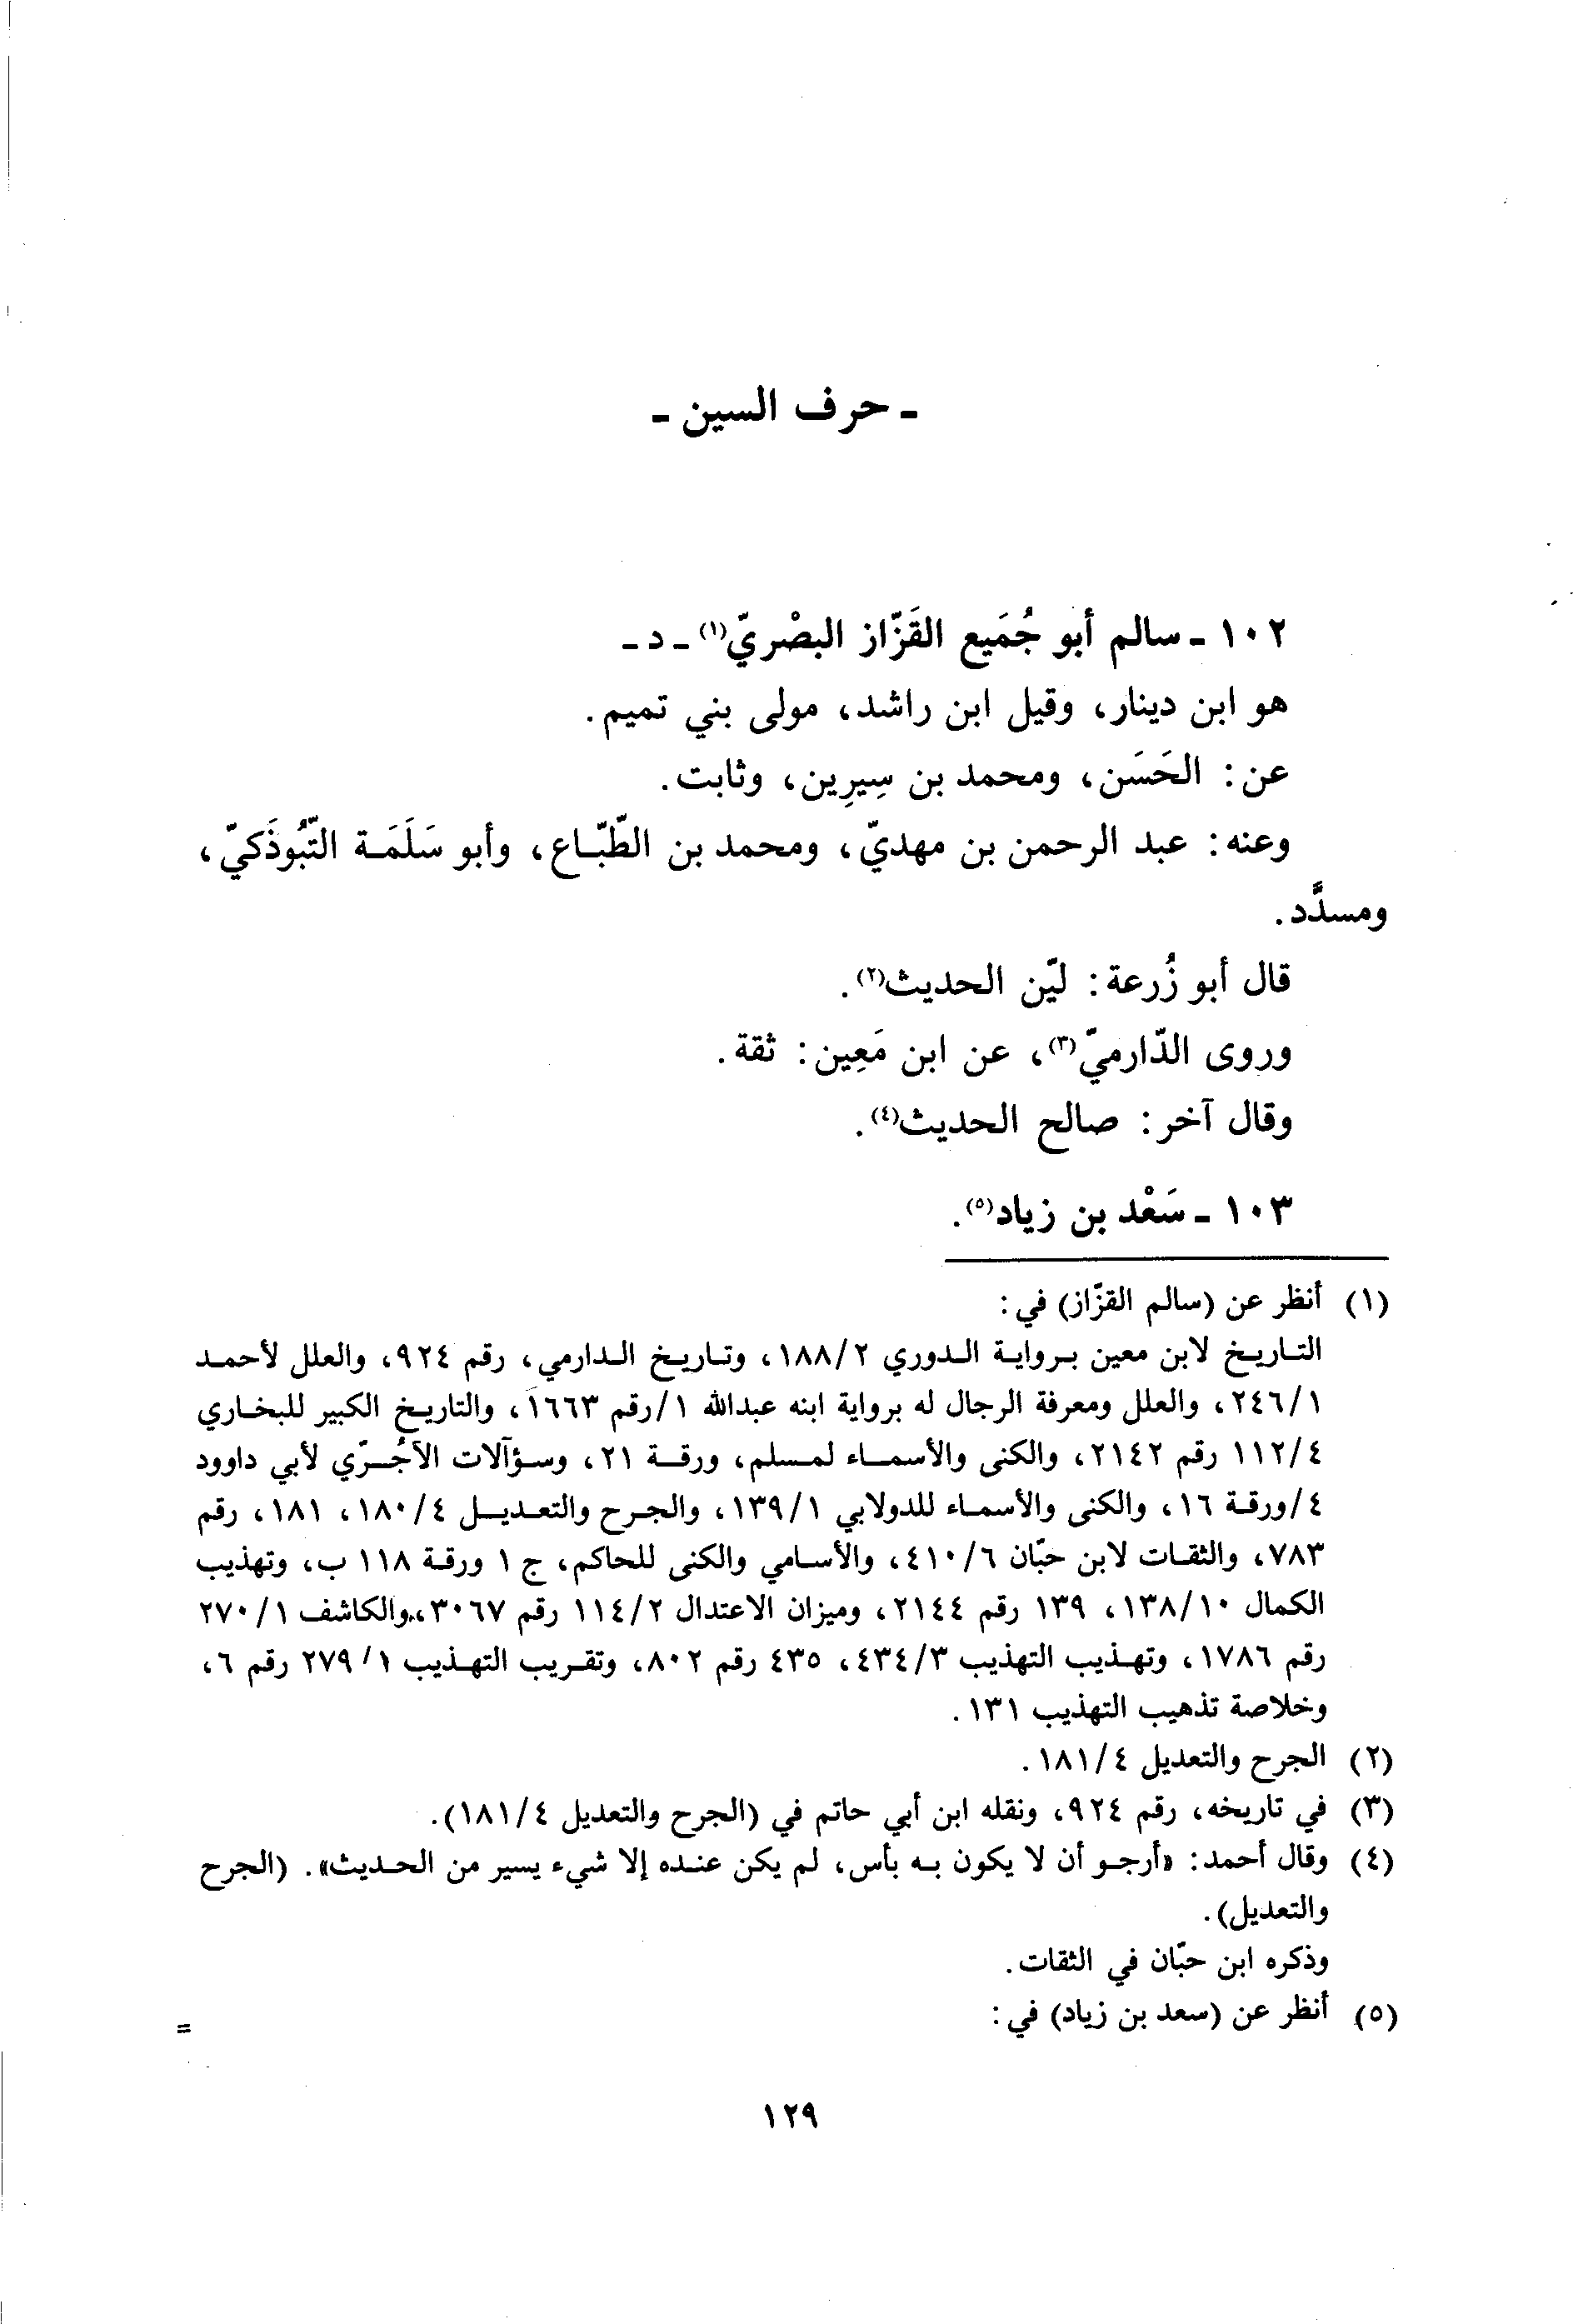 - حرف السين -
١٠٢ - سالم أبو جُمَيع القَزّاز البصْريّ(١) - د -
هو ابن دينار، وقيل ابن راشد، مولى بني تميم.
عن: الحَسَن، ومحمد بن سِيرِين، وثابت.
وعنه: عبد الرحمن بن مهديّ، ومحمد بن الطّبّاع، وأبو سَلَمَة التَّبُوذَكيّ،
ومسدَّد.
قال أبو زُرعة: ليّن الحديث(٢).
وروى الدّارميّ(٣)، عن ابن مَعِين: ثقة.
وقال آخر: صالح الحديث(٤).
١٠٣ - سَعْد بن زياد(٥).
(١) أنظر عن (سالم القزّاز) في:
التاريخ لابن معين برواية الدوري ١٨٨/٢، وتاريخ الدارمي، رقم ٩٢٤، والعلل لأحمد
٢٤٦/١، والعلل ومعرفة الرجال له برواية ابنه عبدالله ١/رقم ١٦٦٣، والتاريخ الكبير للبخاري
١١٢/٤ رقم ٢١٤٢، والكنى والأسماء لمسلم، ورقة ٢١، وسؤآلات الآجُرّي لأبي داوود
٤/ورقة ١٦، والكنى والأسماء للدولابي ١٣٩/١، والجرح والتعديل ١٨٠/٤، ١٨١، رقم
٧٨٣، والثقات لابن حبّان ٤١٠/٦، والأسامي والكنى للحاكم، ج ١ ورقة ١١٨ ب، وتهذيب
الكمال ١٣٨/١٠، ١٣٩ رقم ٢١٤٤، وميزان الاعتدال ١١٤/٢ رقم ٣٠٦٧، والكاشف ٢٧٠/١
رقم ١٧٨٦، وتهذيب التهذيب ٤٣٤/٣، ٤٣٥ رقم ٨٠٢، وتقريب التهذيب ٢٧٩/١ رقم ٦،
وخلاصة تذهيب التهذيب ١٣١.
(٢) الجرح والتعديل ١٨١/٤.
(٣) في تاريخه، رقم ٩٢٤، ونقله ابن أبي حاتم في (الجرح والتعديل ١٨١/٤).
(٤) وقال أحمد: «أرجو أن لا يكون به بأس، لم يكن عنده إلا شيء يسير من الحديث». (الجرح
والتعديل).
وذكره ابن حبّان في الثقات.
(٥) أنظر عن (سعد بن زياد) في: =
١٢٩